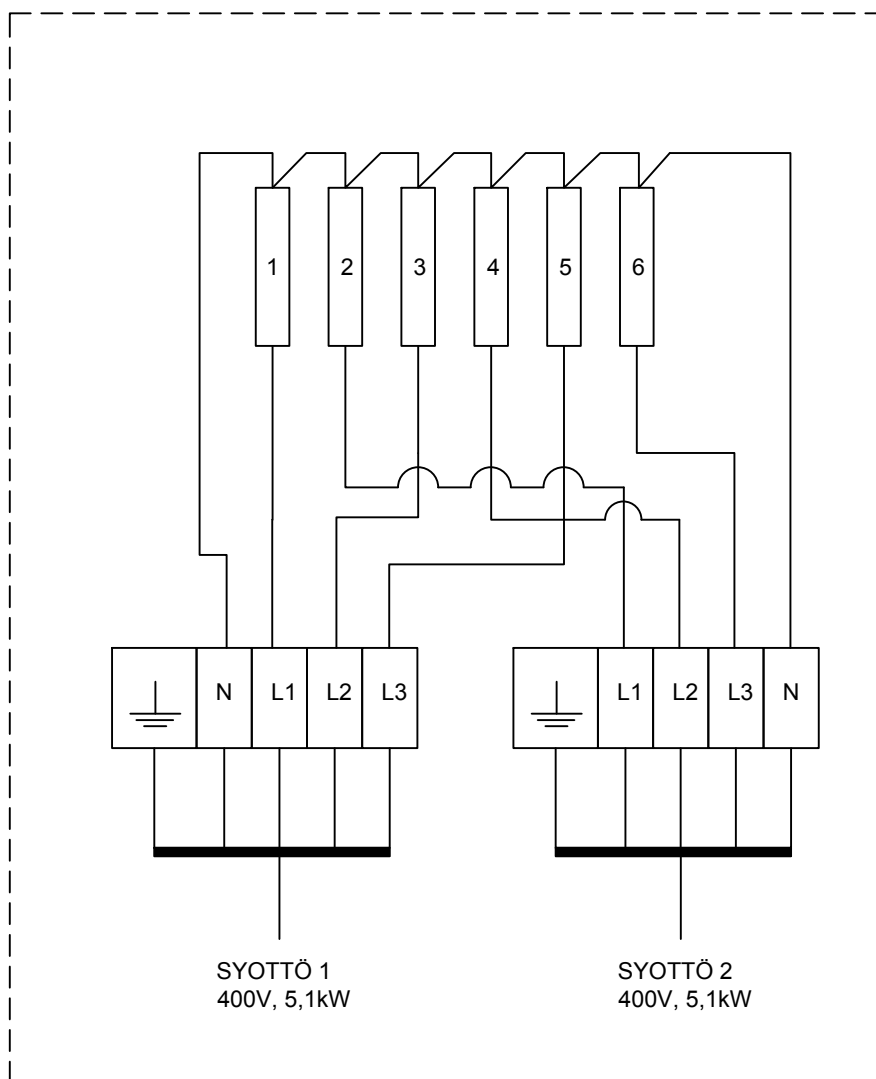 1 2 3 4 5 6
N L1 L2 L3
L1 L2 L3 N
SYOTTÖ 1
400V, 5,1kW
SYOTTÖ 2
400V, 5,1kW